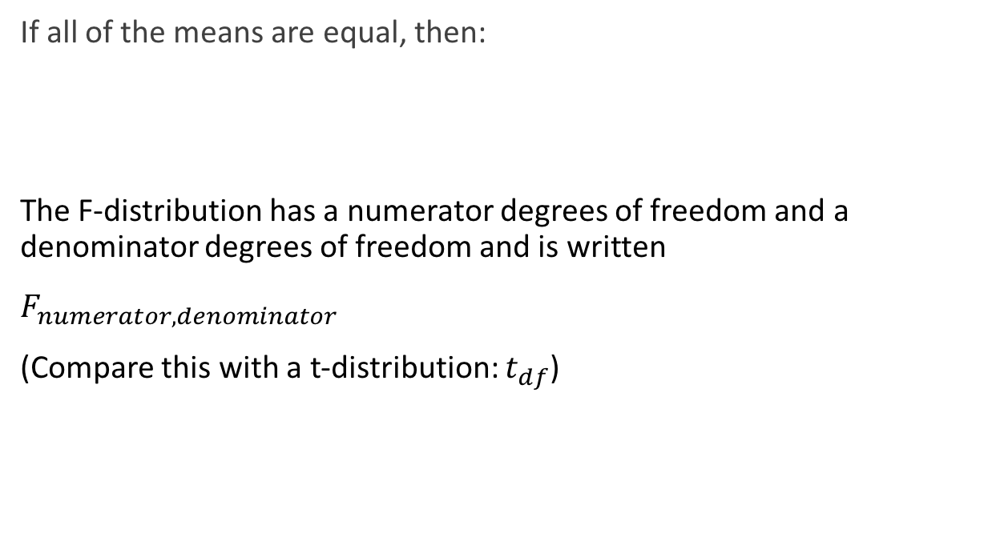 If all of the means are equal, then:
The F-distribution has a numerator degrees of freedom and a
denominator degrees of freedom and is written
F_{numerator,denominator}
(Compare this with a t-distribution: t_{df})